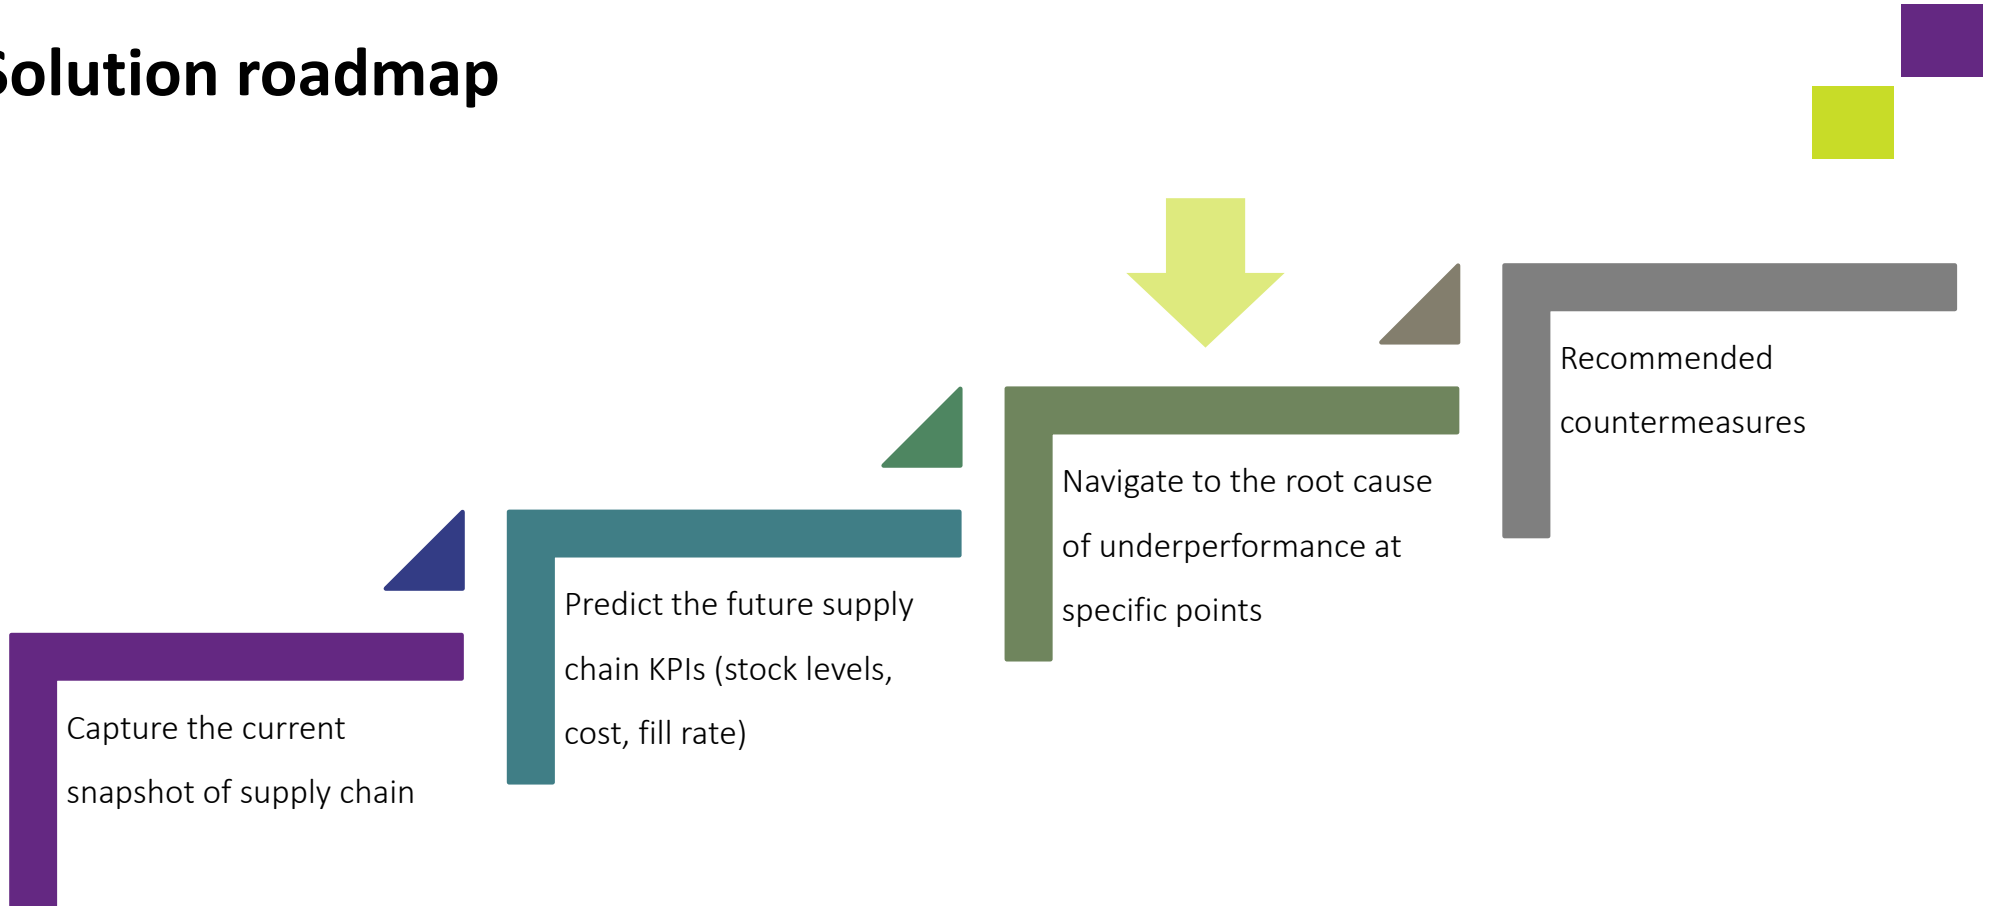 Solution roadmap
Recommended
countermeasures
Navigate to the root cause
of underperformance at
specific points
Predict the future supply
chain KPIs (stock levels,
cost, fill rate)
Capture the current
snapshot of supply chain